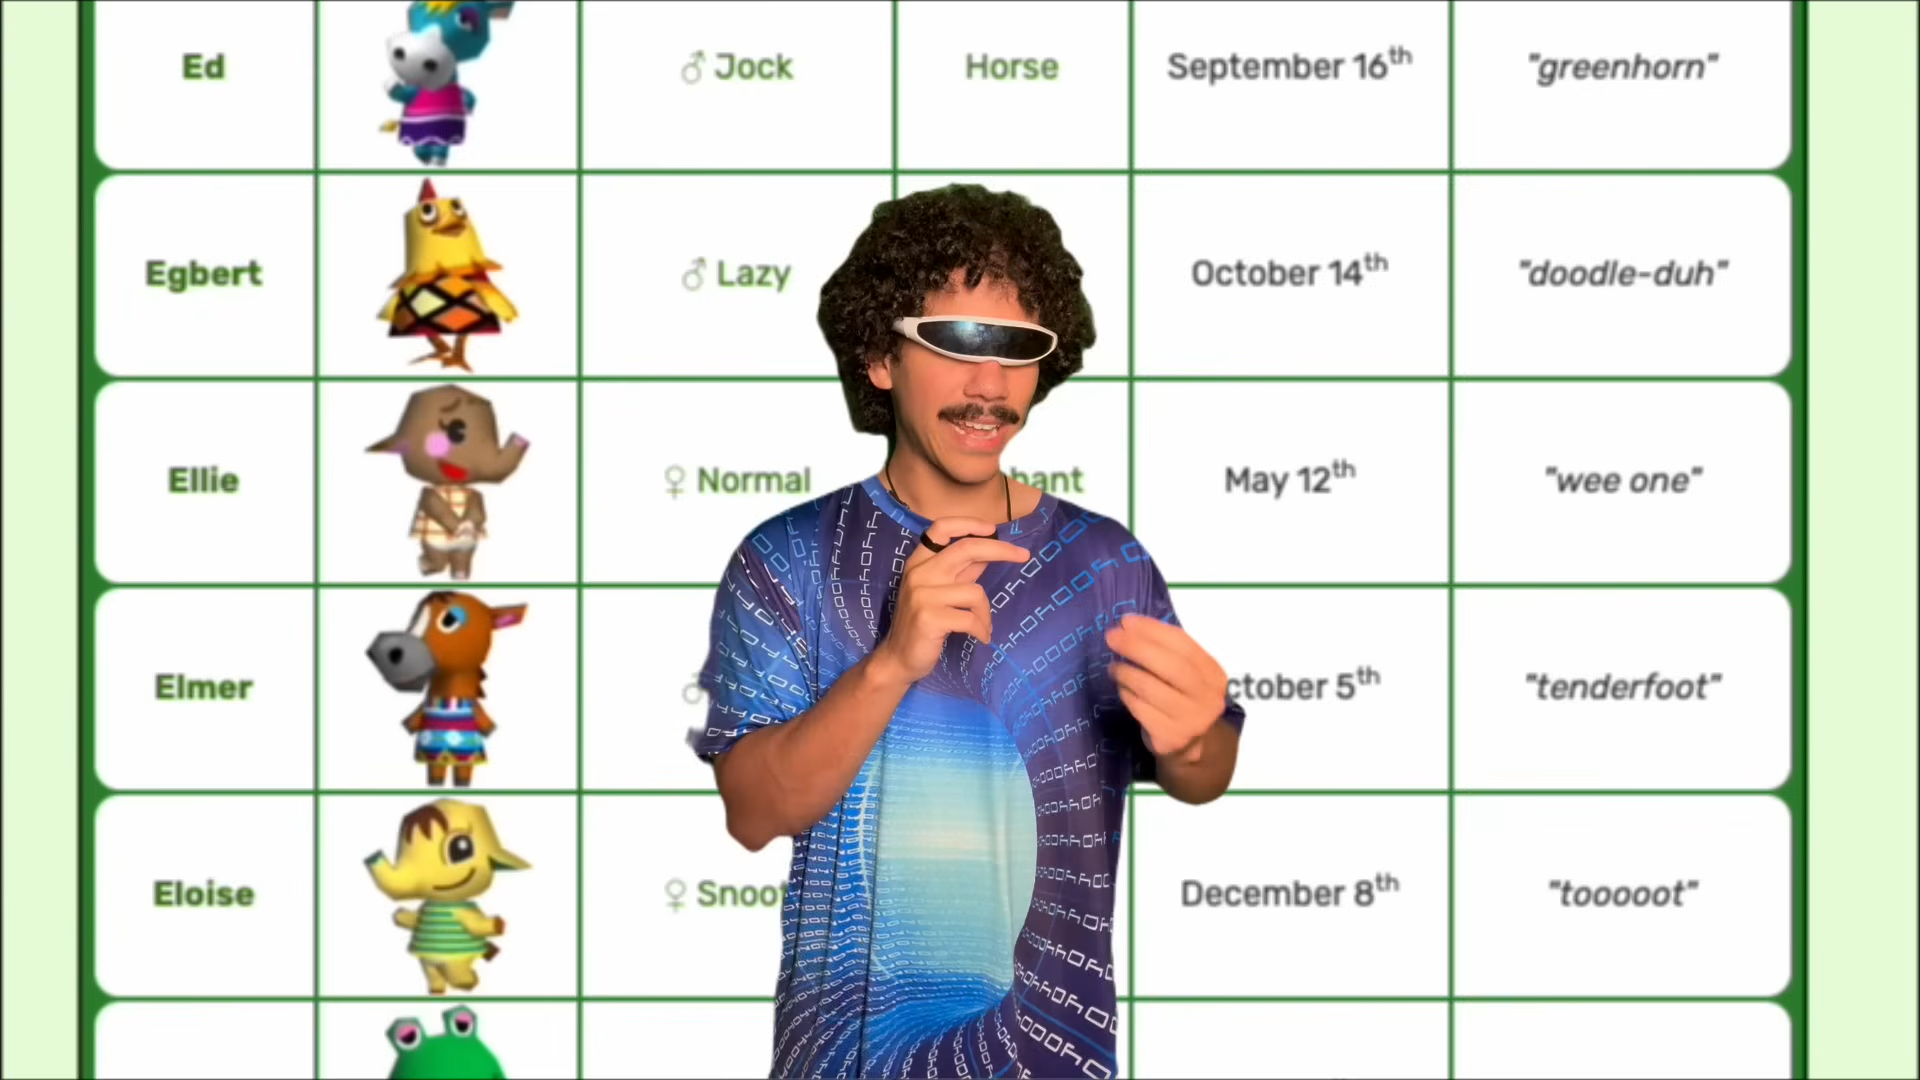 Ed ♂ Jock Horse September 16th "greenhorn"
Egbert ♂ Lazy October 14th "doodle-duh"
Ellie ♀ Normal hant May 12th "wee one"
Elmer ♂ ctober 5th "tenderfoot"
Eloise ♀ Snoot December 8th "tooooot"